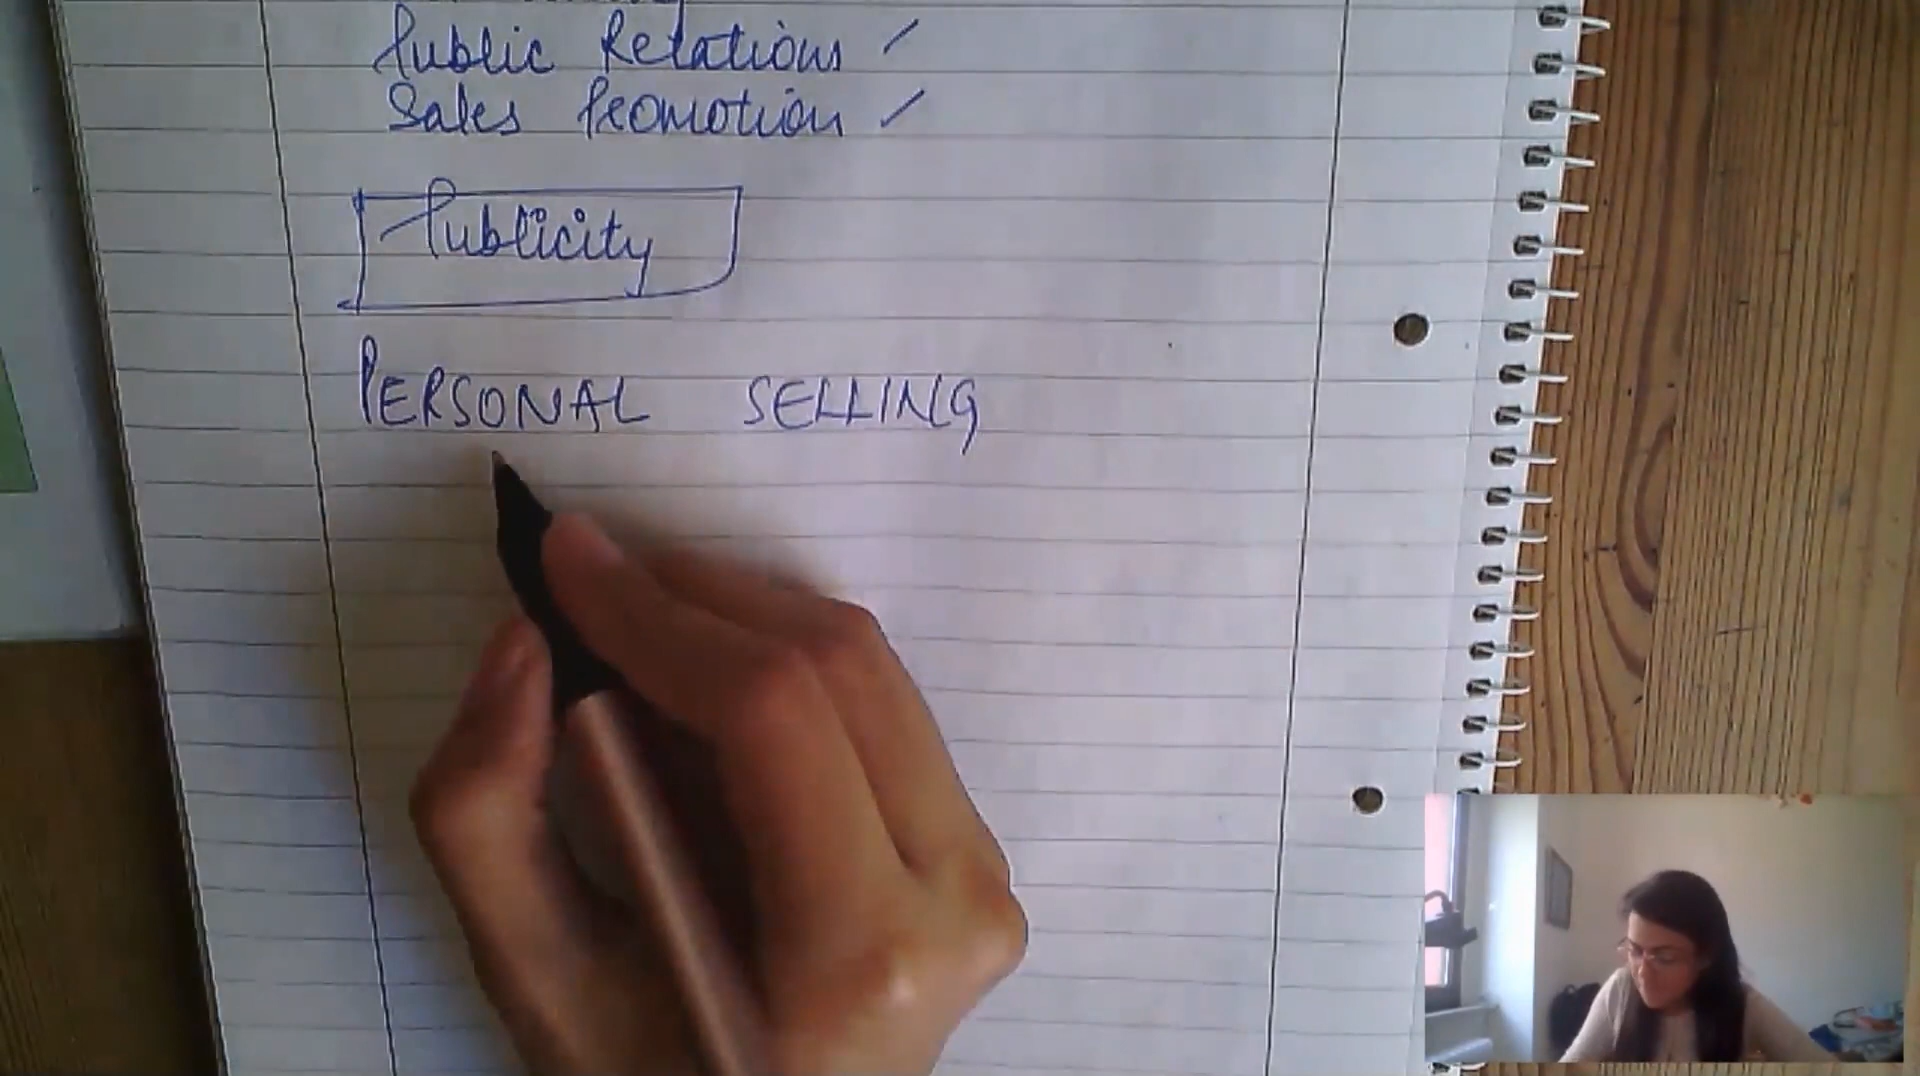 Public Relations
Sales Promotion
Publicity
PERSONAL SELLING